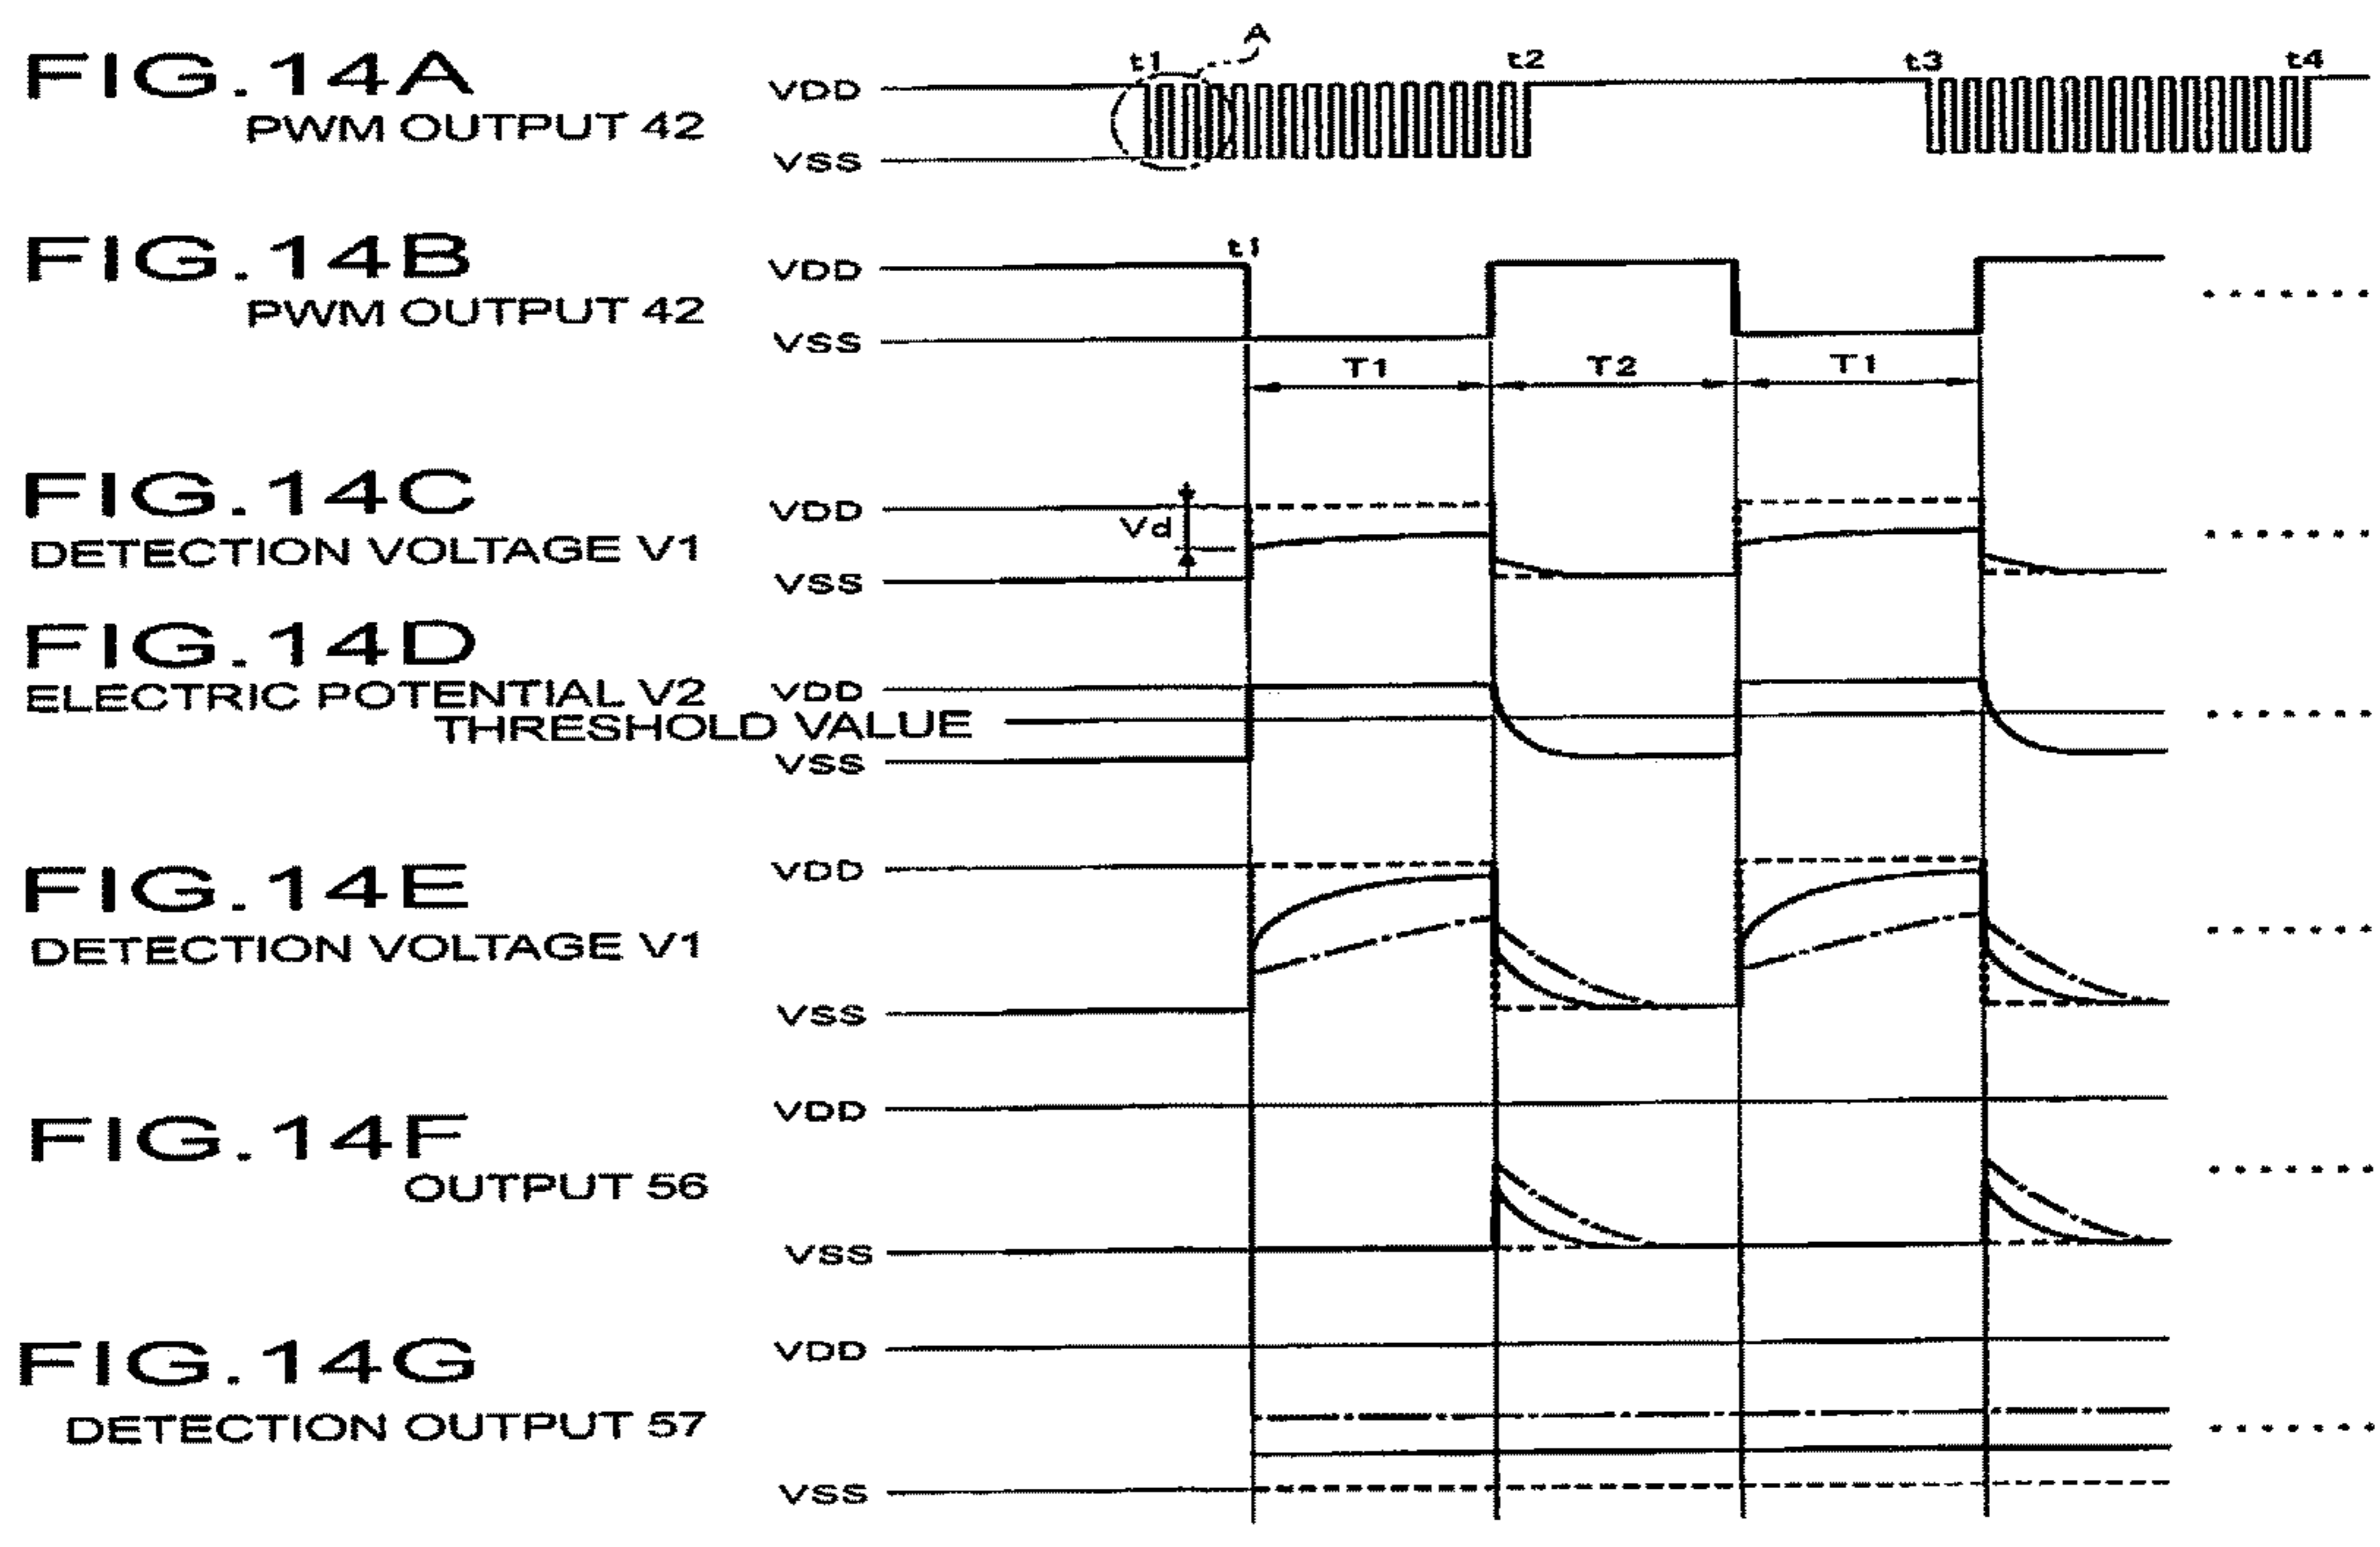 FIG.14A
PWM OUTPUT 42
VDD
VSS
t1
A
t2
t3
t4
FIG.14B
PWM OUTPUT 42
VDD
VSS
t1
T1
T2
T1
FIG.14C
DETECTION VOLTAGE V1
VDD
Vd
VSS
FIG.14D
ELECTRIC POTENTIAL V2
VDD
THRESHOLD VALUE
VSS
FIG.14E
DETECTION VOLTAGE V1
VDD
VSS
FIG.14F
OUTPUT 56
VDD
VSS
FIG.14G
DETECTION OUTPUT 57
VDD
VSS